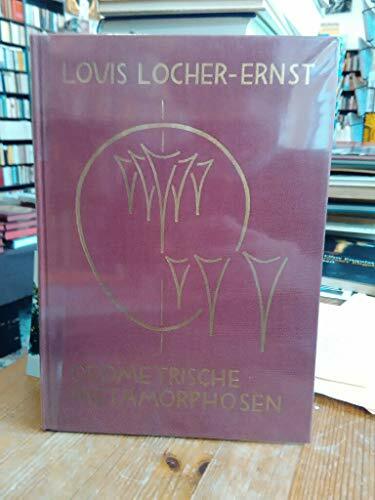 LOUIS LOCHER-ERNST
GEOMETRISCHE
METAMORPHOSEN